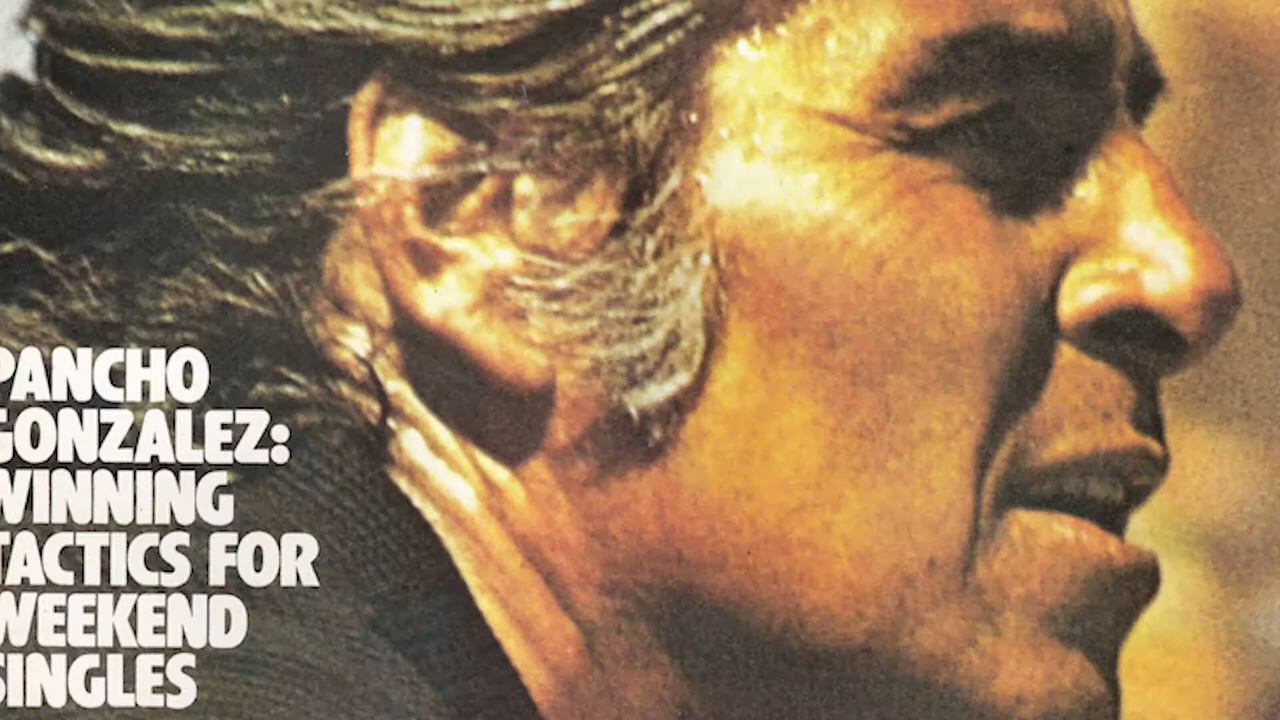 PANCHO
GONZALEZ:
WINNING
TACTICS FOR
WEEKEND
SINGLES